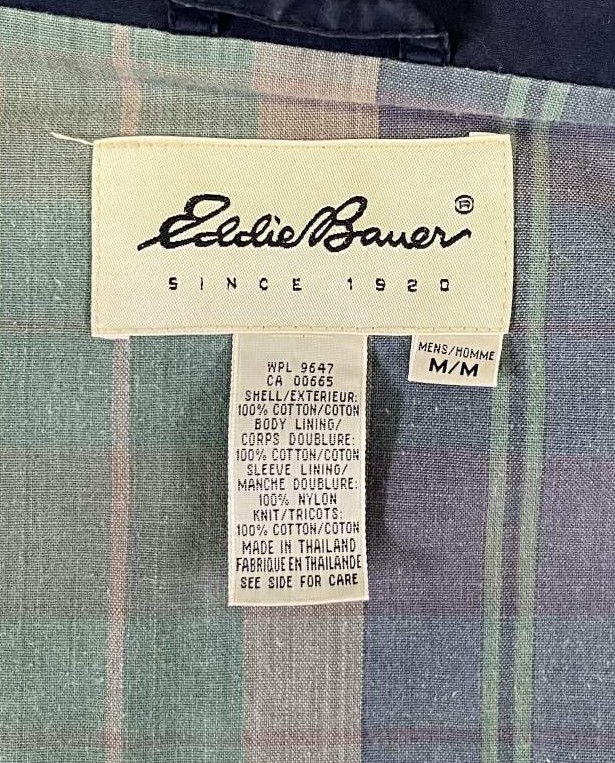 Eddie Bauer®
SINCE 1920
MENS/HOMME
M/M
WPL 9647
CA 00665
SHELL/EXTERIEUR:
100% COTTON/COTON
BODY LINING/
CORPS DOUBLURE:
100% COTTON/COTON
SLEEVE LINING/
MANCHE DOUBLURE:
100% NYLON
KNIT/TRICOTS:
100% COTTON/COTON
MADE IN THAILAND
FABRIQUE EN THAILANDE
SEE SIDE FOR CARE